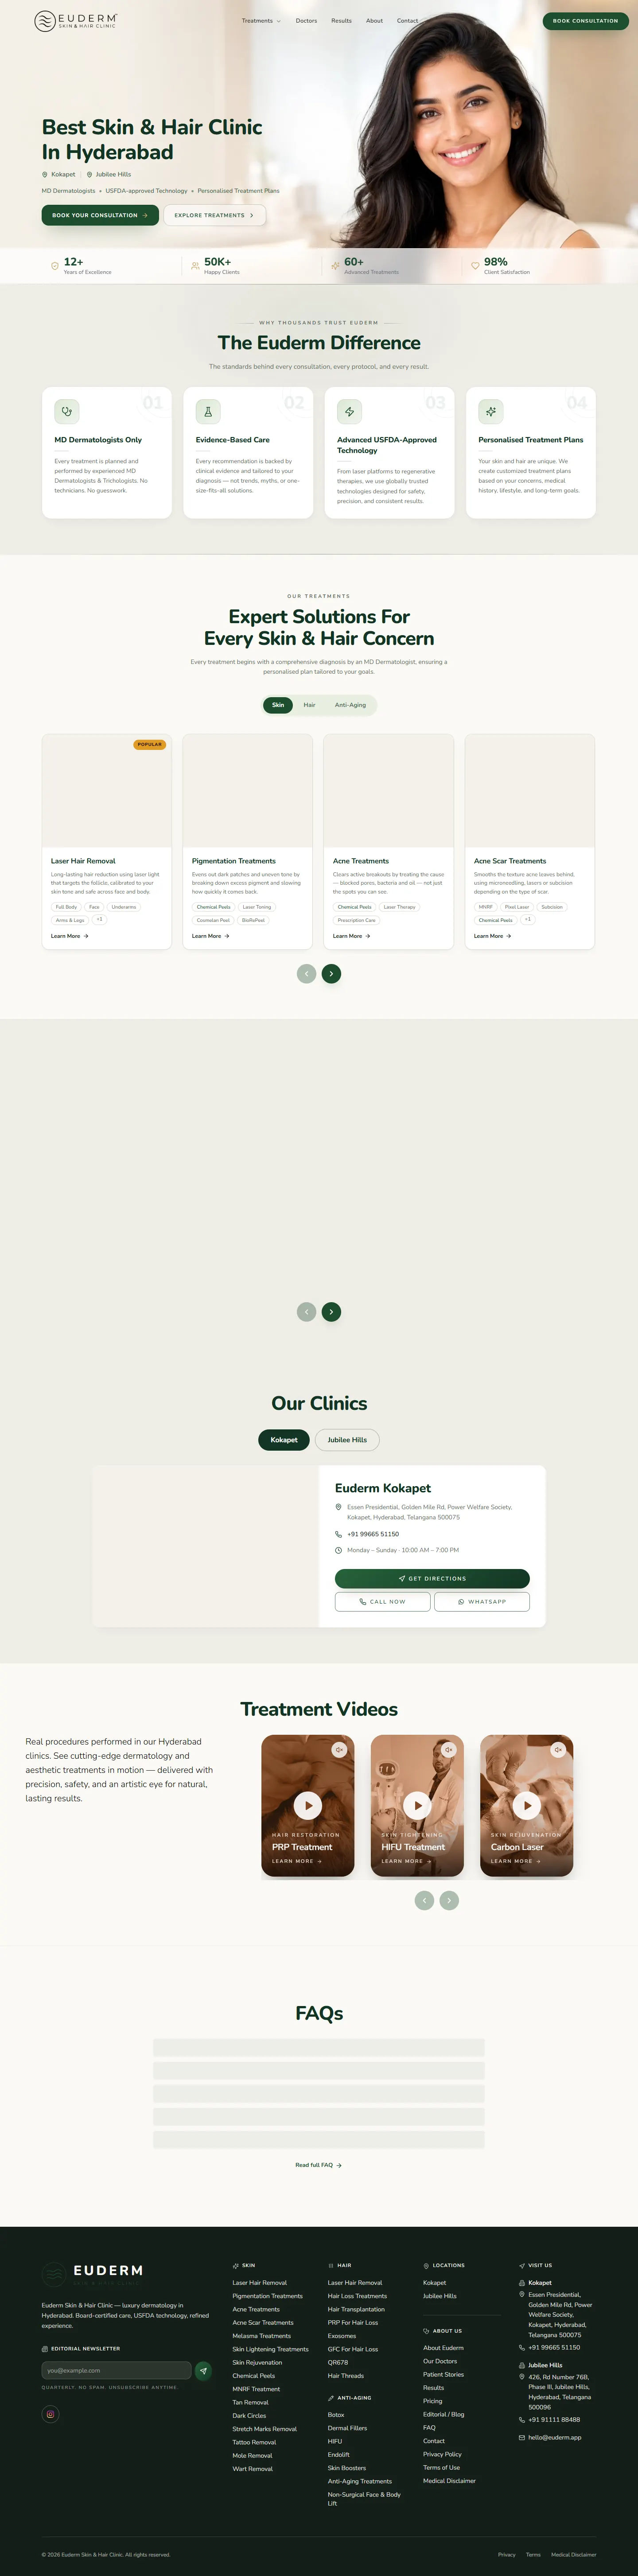 EUDERM
SKIN & HAIR CLINIC
Treatments
Doctors
Results
About
Contact
BOOK CONSULTATION
Best Skin & Hair Clinic
In Hyderabad
Kokapet
Jubilee Hills
MD Dermatologists • USFDA-approved Technology • Personalised Treatment Plans
BOOK YOUR CONSULTATION →
EXPLORE TREATMENTS >
12+
Years of Excellence
50K+
Happy Clients
60+
Advanced Treatments
98%
Client Satisfaction
WHY THOUSANDS TRUST EUDERM
The Euderm Difference
The standards behind every consultation, every protocol, and every result.
01
MD Dermatologists Only
Every treatment is planned and
performed by experienced MD
Dermatologists & Trichologists. No
technicians. No guesswork.
02
Evidence-Based Care
Every recommendation is backed by
clinical evidence and tailored to your
diagnosis — not trends, myths, or one-
size-fits-all solutions.
03
Advanced USFDA-Approved
Technology
From laser platforms to regenerative
therapies, we use globally trusted
technologies designed for safety,
precision, and consistent results.
04
Personalised Treatment Plans
Your skin and hair are unique. We
create customized treatment plans
based on your concerns, medical
history, lifestyle, and long-term goals.
OUR TREATMENTS
Expert Solutions For
Every Skin & Hair Concern
Every treatment begins with a comprehensive diagnosis by an MD Dermatologist, ensuring a
personalised plan tailored to your goals.
Skin
Hair
Anti-Aging
POPULAR
Laser Hair Removal
Long-lasting hair reduction using laser light
that targets the follicle, calibrated to your
skin tone and safe across face and body.
Full Body
Face
Underarms
Arms & Legs
+1
Learn More →
Pigmentation Treatments
Evens out dark patches and uneven tone by
breaking down excess pigment and slowing
how quickly it comes back.
Chemical Peels
Laser Toning
Cosmelan Peel
BioRePeel
Learn More →
Acne Treatments
Clears active breakouts by treating the cause
— blocked pores, bacteria and oil — not just
the spots you can see.
Chemical Peels
Laser Therapy
Prescription Care
Learn More →
Acne Scar Treatments
Smooths the texture acne leaves behind,
using microneedling, lasers or subcision
depending on the type of scar.
MNRF
Pixel Laser
Subcision
Chemical Peels
+1
Learn More →
Our Clinics
Kokapet
Jubilee Hills
Euderm Kokapet
Essen Presidential, Golden Mile Rd, Power Welfare Society,
Kokapet, Hyderabad, Telangana 500075
+91 99665 51150
Monday – Sunday · 10:00 AM – 7:00 PM
GET DIRECTIONS
CALL NOW
WHATSAPP
Treatment Videos
Real procedures performed in our Hyderabad
clinics. See cutting-edge dermatology and
aesthetic treatments in motion — delivered with
precision, safety, and an artistic eye for natural,
lasting results.
HAIR RESTORATION
PRP Treatment
LEARN MORE →
SKIN TIGHTENING
HIFU Treatment
LEARN MORE →
SKIN REJUVENATION
Carbon Laser
LEARN MORE →
FAQs
Read full FAQ →
EUDERM
Euderm Skin & Hair Clinic — luxury dermatology in
Hyderabad. Board-certified care, USFDA technology, refined
experience.
EDITORIAL NEWSLETTER
you@example.com
QUARTERLY. NO SPAM. UNSUBSCRIBE ANYTIME.
SKIN
Laser Hair Removal
Pigmentation Treatments
Acne Treatments
Acne Scar Treatments
Melasma Treatments
Skin Lightening Treatments
Skin Rejuvenation
Chemical Peels
MNRF Treatment
Tan Removal
Dark Circles
Stretch Marks Removal
Tattoo Removal
Mole Removal
Wart Removal
HAIR
Laser Hair Removal
Hair Loss Treatments
Hair Transplantation
PRP For Hair Loss
Exosomes
GFC For Hair Loss
QR678
Hair Threads
ANTI-AGING
Botox
Dermal Fillers
HIFU
Endolift
Skin Boosters
Anti-Aging Treatments
Non-Surgical Face & Body
Lift
LOCATIONS
Kokapet
Jubilee Hills
ABOUT US
About Euderm
Our Doctors
Patient Stories
Results
Pricing
Editorial / Blog
FAQ
Contact
Privacy Policy
Terms of Use
Medical Disclaimer
VISIT US
Kokapet
Essen Presidential,
Golden Mile Rd, Power
Welfare Society,
Kokapet, Hyderabad,
Telangana 500075
+91 99665 51150
Jubilee Hills
426, Rd Number 76B,
Phase III, Jubilee Hills,
Hyderabad, Telangana
500096
+91 91111 88488
hello@euderm.app
© 2026 Euderm Skin & Hair Clinic. All rights reserved.
Privacy
Terms
Medical Disclaimer